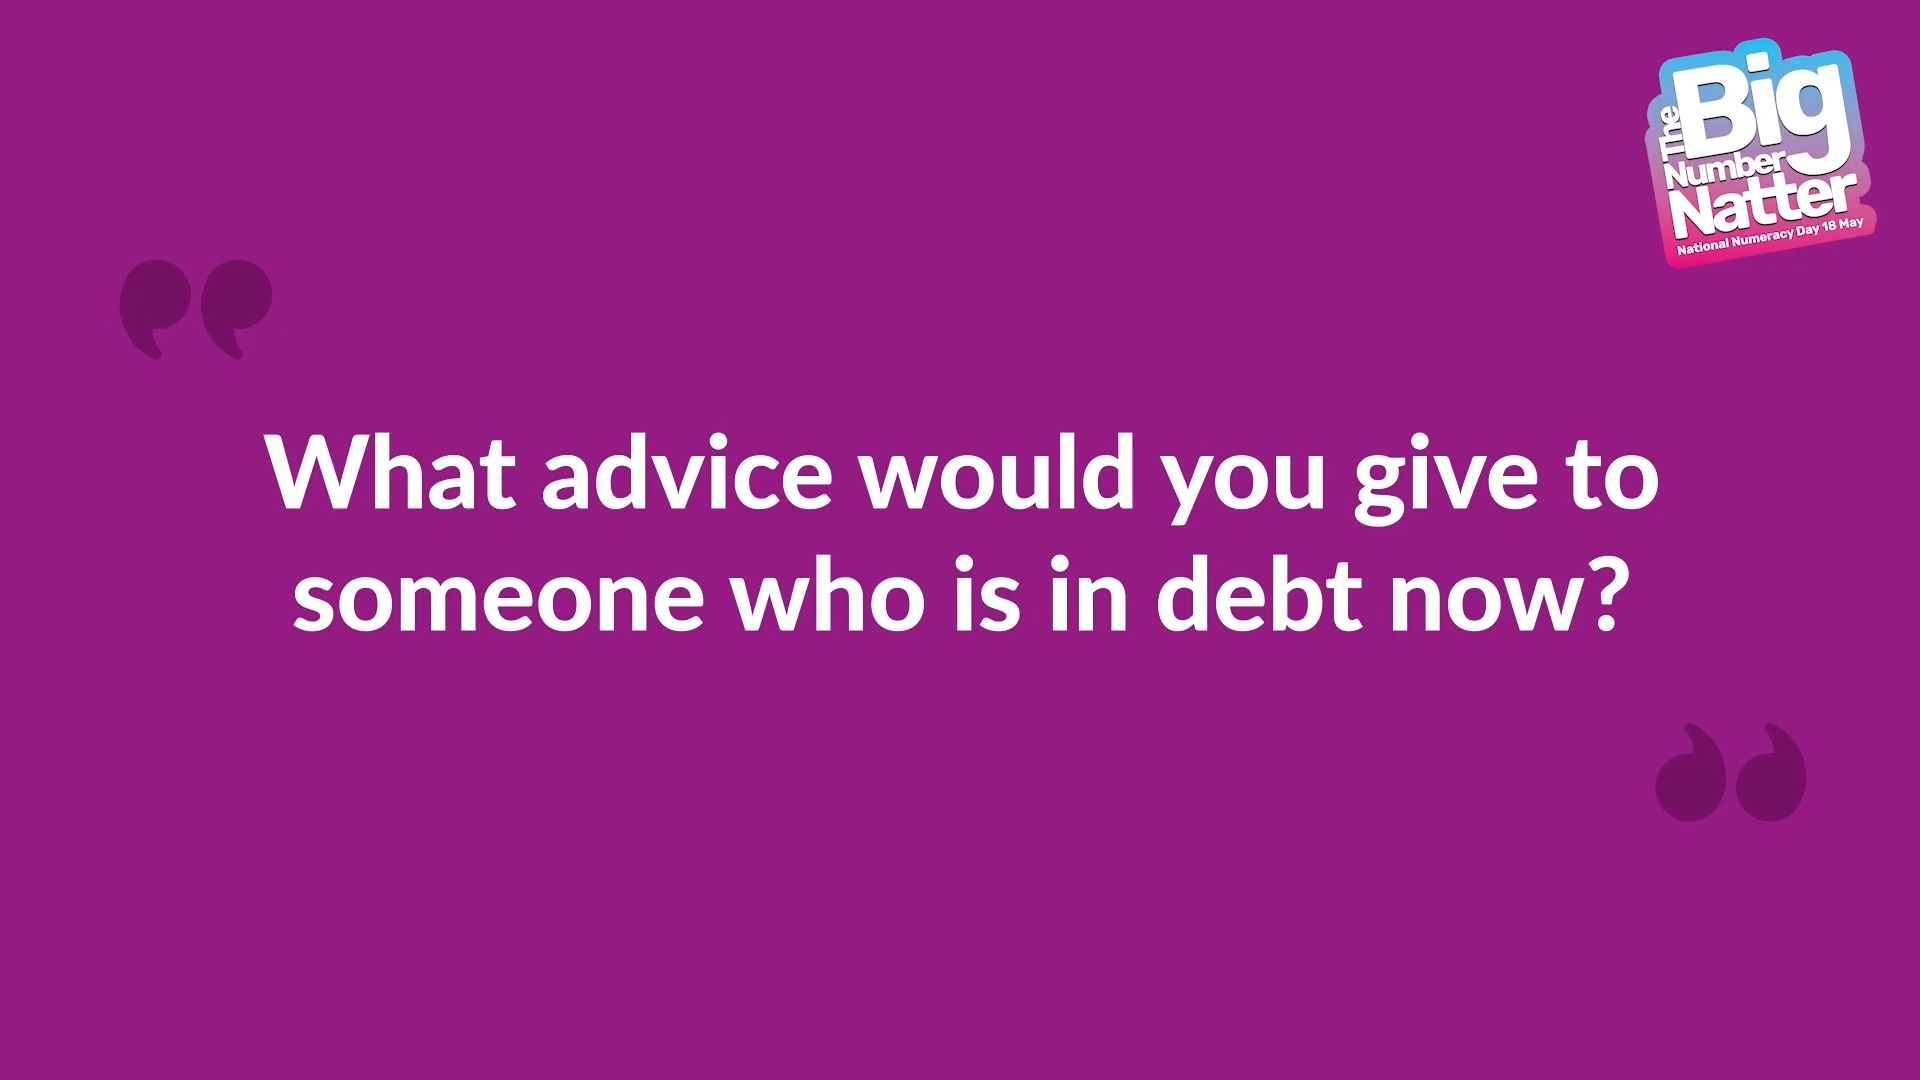 The
Big
Number
Natter
National Numeracy Day 18 May
What advice would you give to
someone who is in debt now?